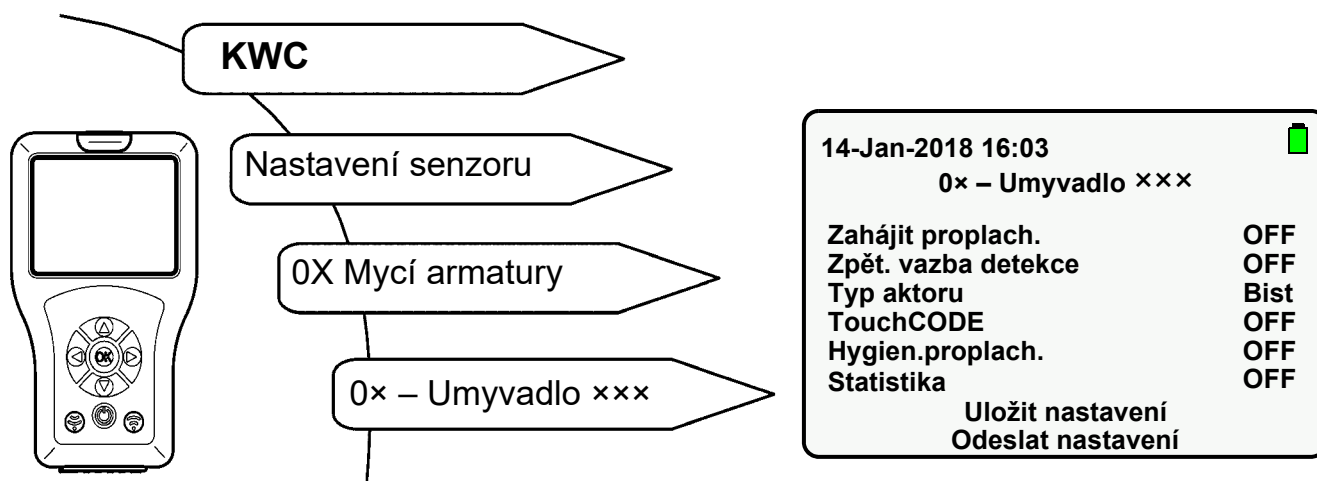 KWC
Nastavení senzoru
0X Mycí armatury
0× – Umyvadlo ×××
OK
14-Jan-2018 16:03
0× – Umyvadlo ×××
Zahájit proplach. OFF
Zpět. vazba detekce OFF
Typ aktoru Bist
TouchCODE OFF
Hygien.proplach. OFF
Statistika OFF
Uložit nastavení
Odeslat nastavení